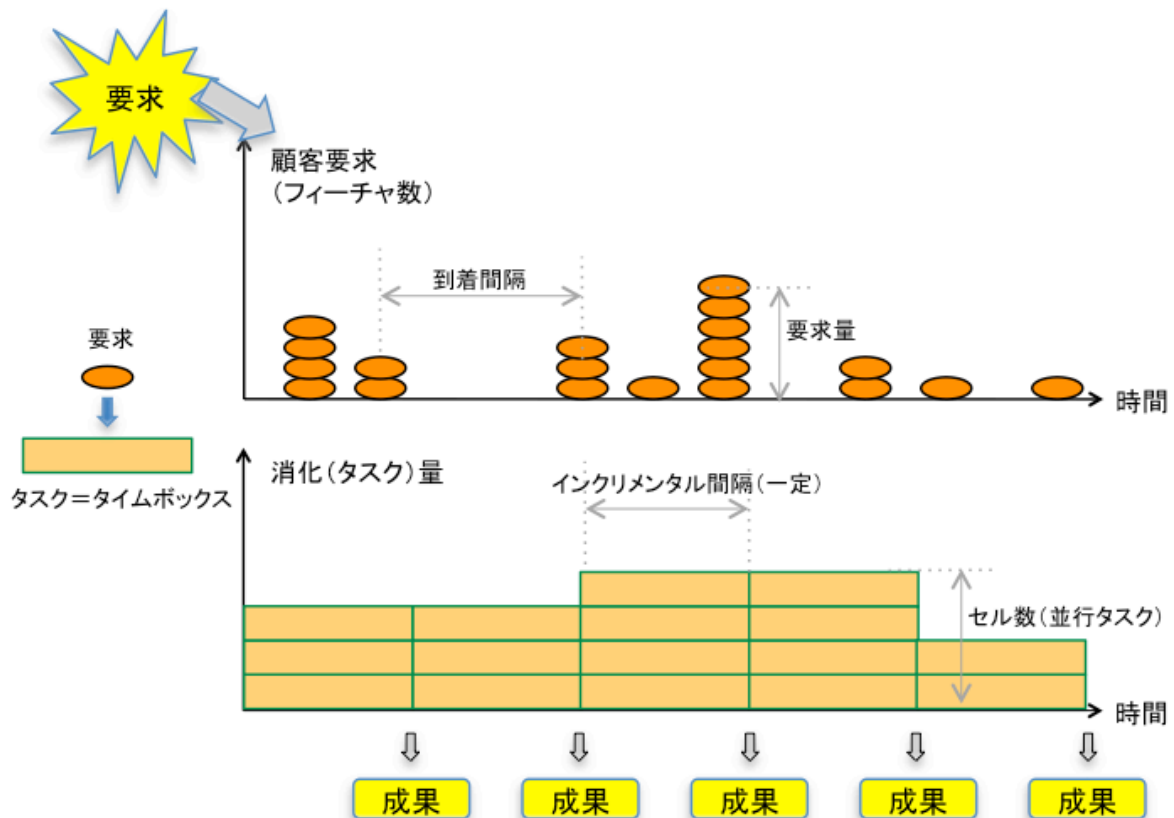 要求
顧客要求
(フィーチャ数)
到着間隔
要求量
要求
時間
タスク=タイムボックス
消化(タスク)量
インクリメンタル間隔(一定)
セル数(並行タスク)
時間
成果
成果
成果
成果
成果